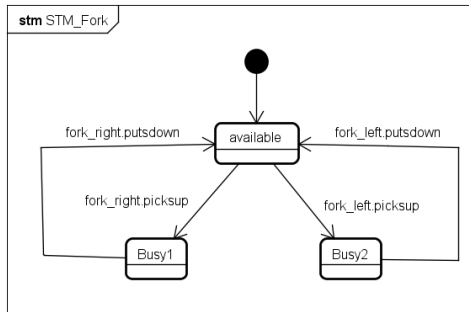 stm STM_Fork
fork_right.putsdown
available
fork_left.putsdown
fork_right.picksup
fork_left.picksup
Busy1
Busy2